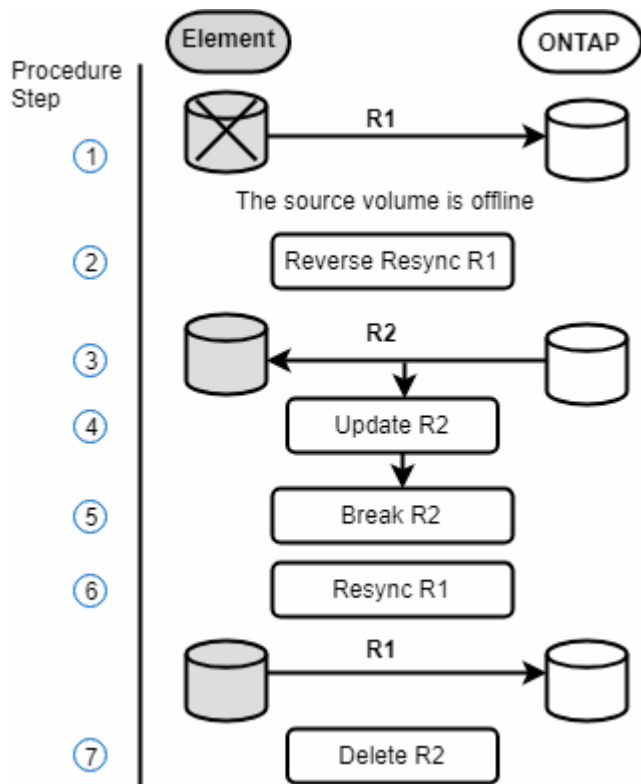 Element
ONTAP
Procedure
Step
R1
1
The source volume is offline
2
Reverse Resync R1
R2
3
4
Update R2
5
Break R2
6
Resync R1
R1
7
Delete R2